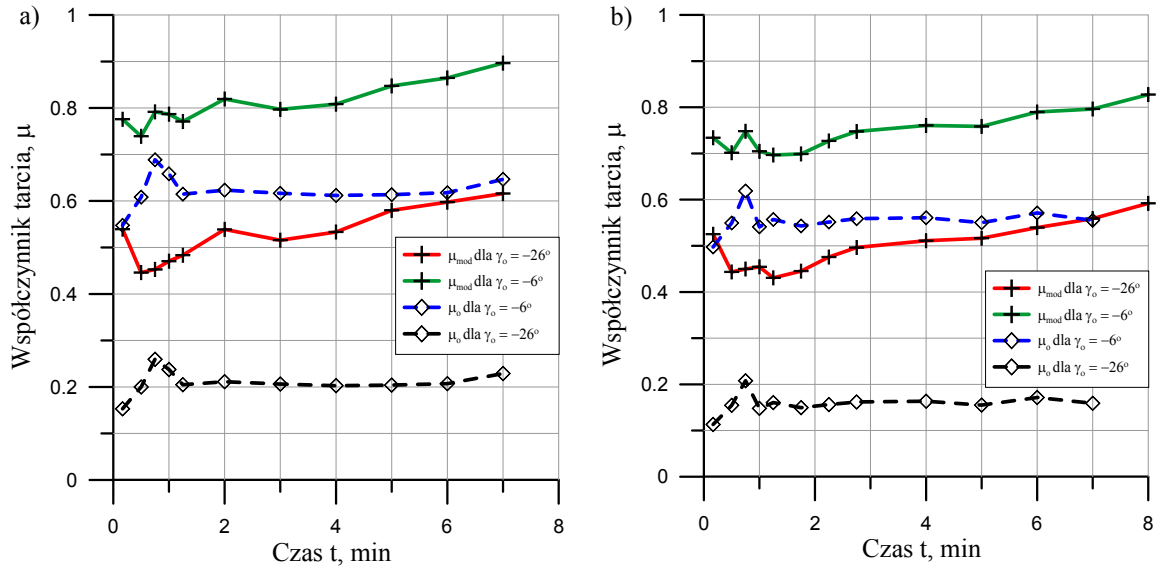 a)
Współczynnik tarcia, μ
1
0.8
0.6
0.4
0.2
0
μmod dla γo = −26º
μmod dla γo = −6º
μo dla γo = −6º
μo dla γo = −26º
0 2 4 6 8
Czas t, min
b)
Współczynnik tarcia, μ
1
0.8
0.6
0.4
0.2
0
μmod dla γo = −26º
μmod dla γo = −6º
μo dla γo = −6º
μo dla γo = −26º
0 2 4 6 8
Czas t, min